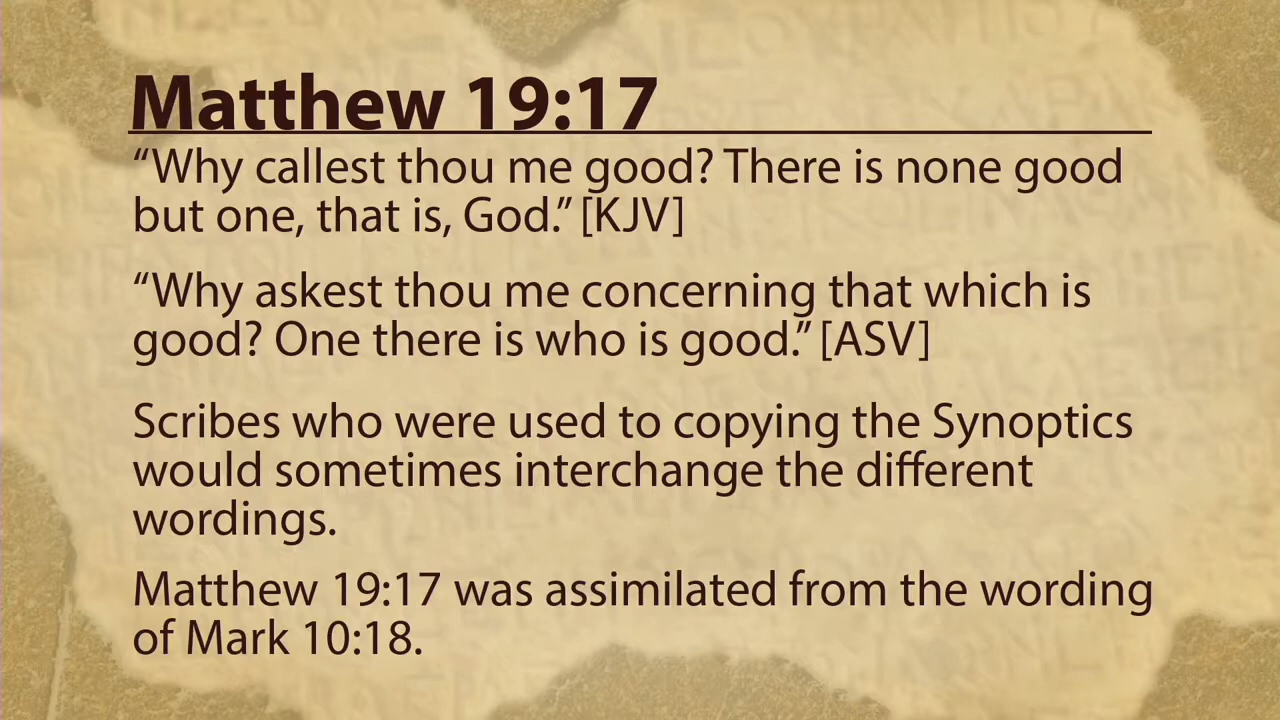 Matthew 19:17
“Why callest thou me good? There is none good
but one, that is, God.” [KJV]
“Why askest thou me concerning that which is
good? One there is who is good.” [ASV]
Scribes who were used to copying the Synoptics
would sometimes interchange the different
wordings.
Matthew 19:17 was assimilated from the wording
of Mark 10:18.